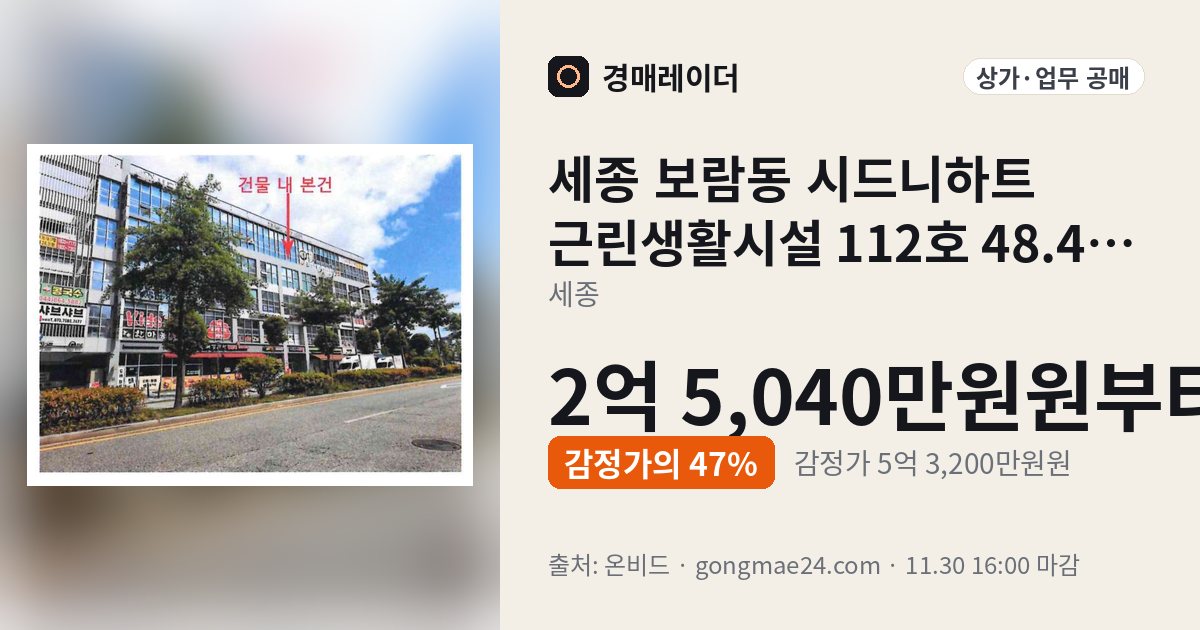 경매레이더
상가·업무 공매
세종 보람동 시드니하트
근린생활시설 112호 48.4…
세종
2억 5,040만원원부터
감정가의 47%
감정가 5억 3,200만원원
출처: 온비드 · gongmae24.com · 11.30 16:00 마감
건물 내 본건
샤브샤브